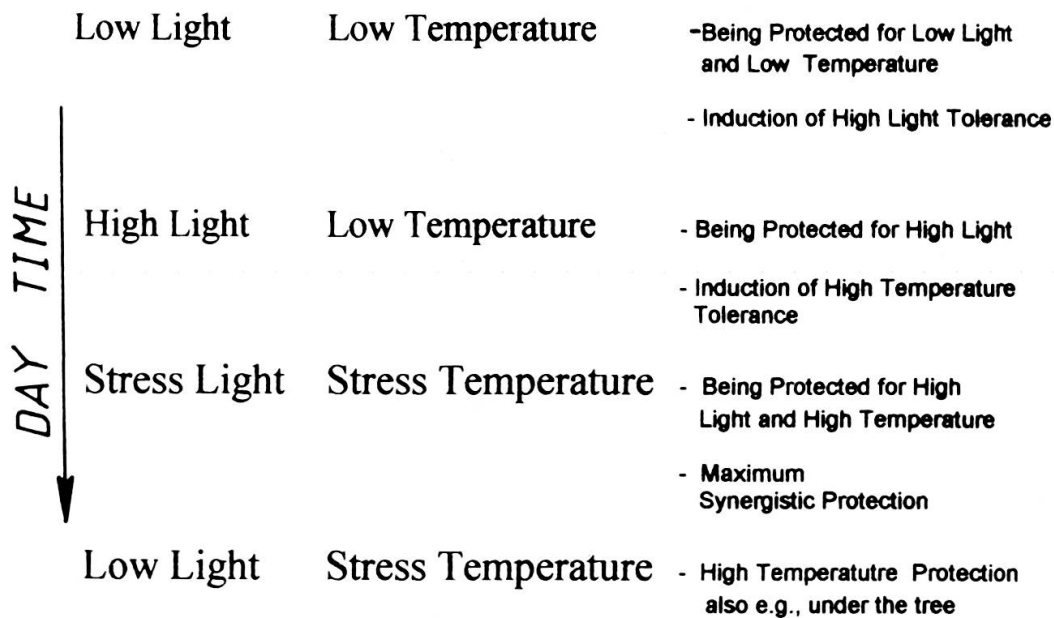 Low Light Low Temperature -Being Protected for Low Light
and Low Temperature
- Induction of High Light Tolerance
DAY TIME
High Light Low Temperature - Being Protected for High Light
- Induction of High Temperature
Tolerance
Stress Light Stress Temperature - Being Protected for High
Light and High Temperature
- Maximum
Synergistic Protection
Low Light Stress Temperature - High Temperatutre Protection
also e.g., under the tree